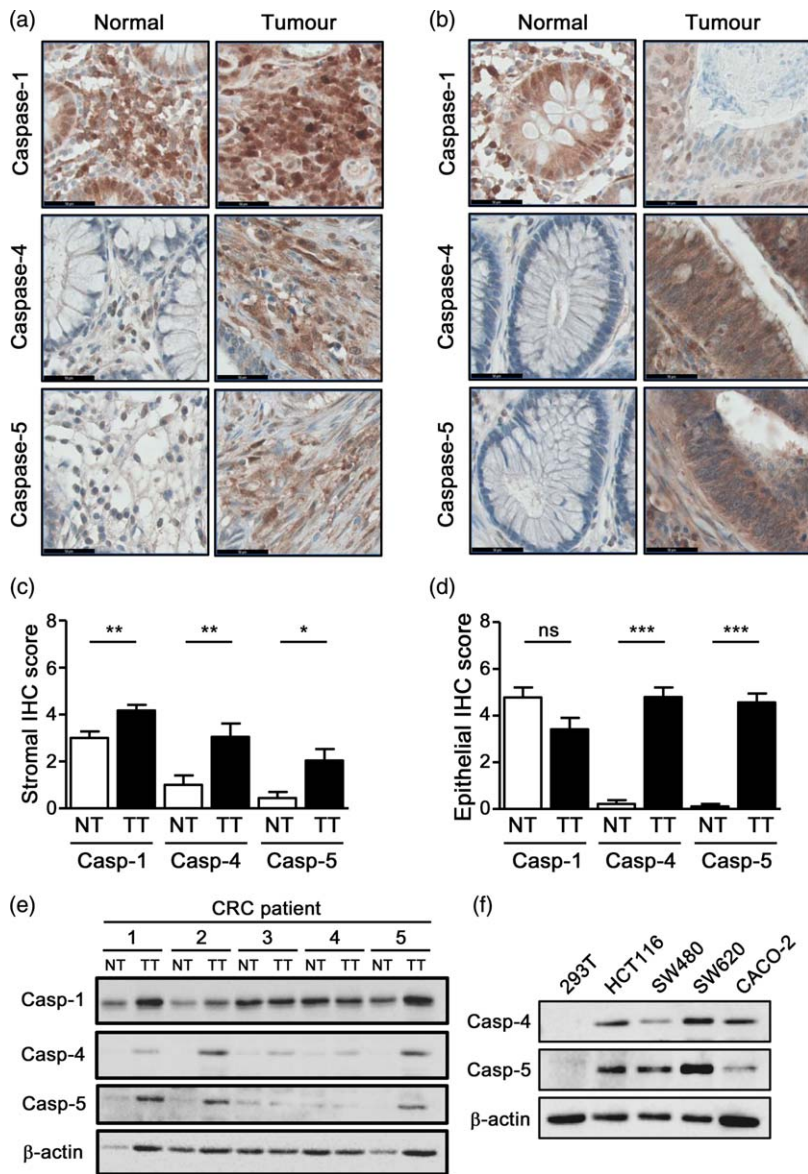 (a) Normal Tumour
Caspase-1
Caspase-4
Caspase-5
(b) Normal Tumour
Caspase-1
Caspase-4
Caspase-5
(c)
Stromal IHC score
8
6
4
2
0
** ** *
NT TT NT TT NT TT
Casp-1 Casp-4 Casp-5
(d)
Epithelial IHC score
8
6
4
2
0
ns *** ***
NT TT NT TT NT TT
Casp-1 Casp-4 Casp-5
(e)
CRC patient
1 2 3 4 5
NT TT NT TT NT TT NT TT NT TT
Casp-1
Casp-4
Casp-5
β-actin
(f)
293T HCT116 SW480 SW620 CACO-2
Casp-4
Casp-5
β-actin